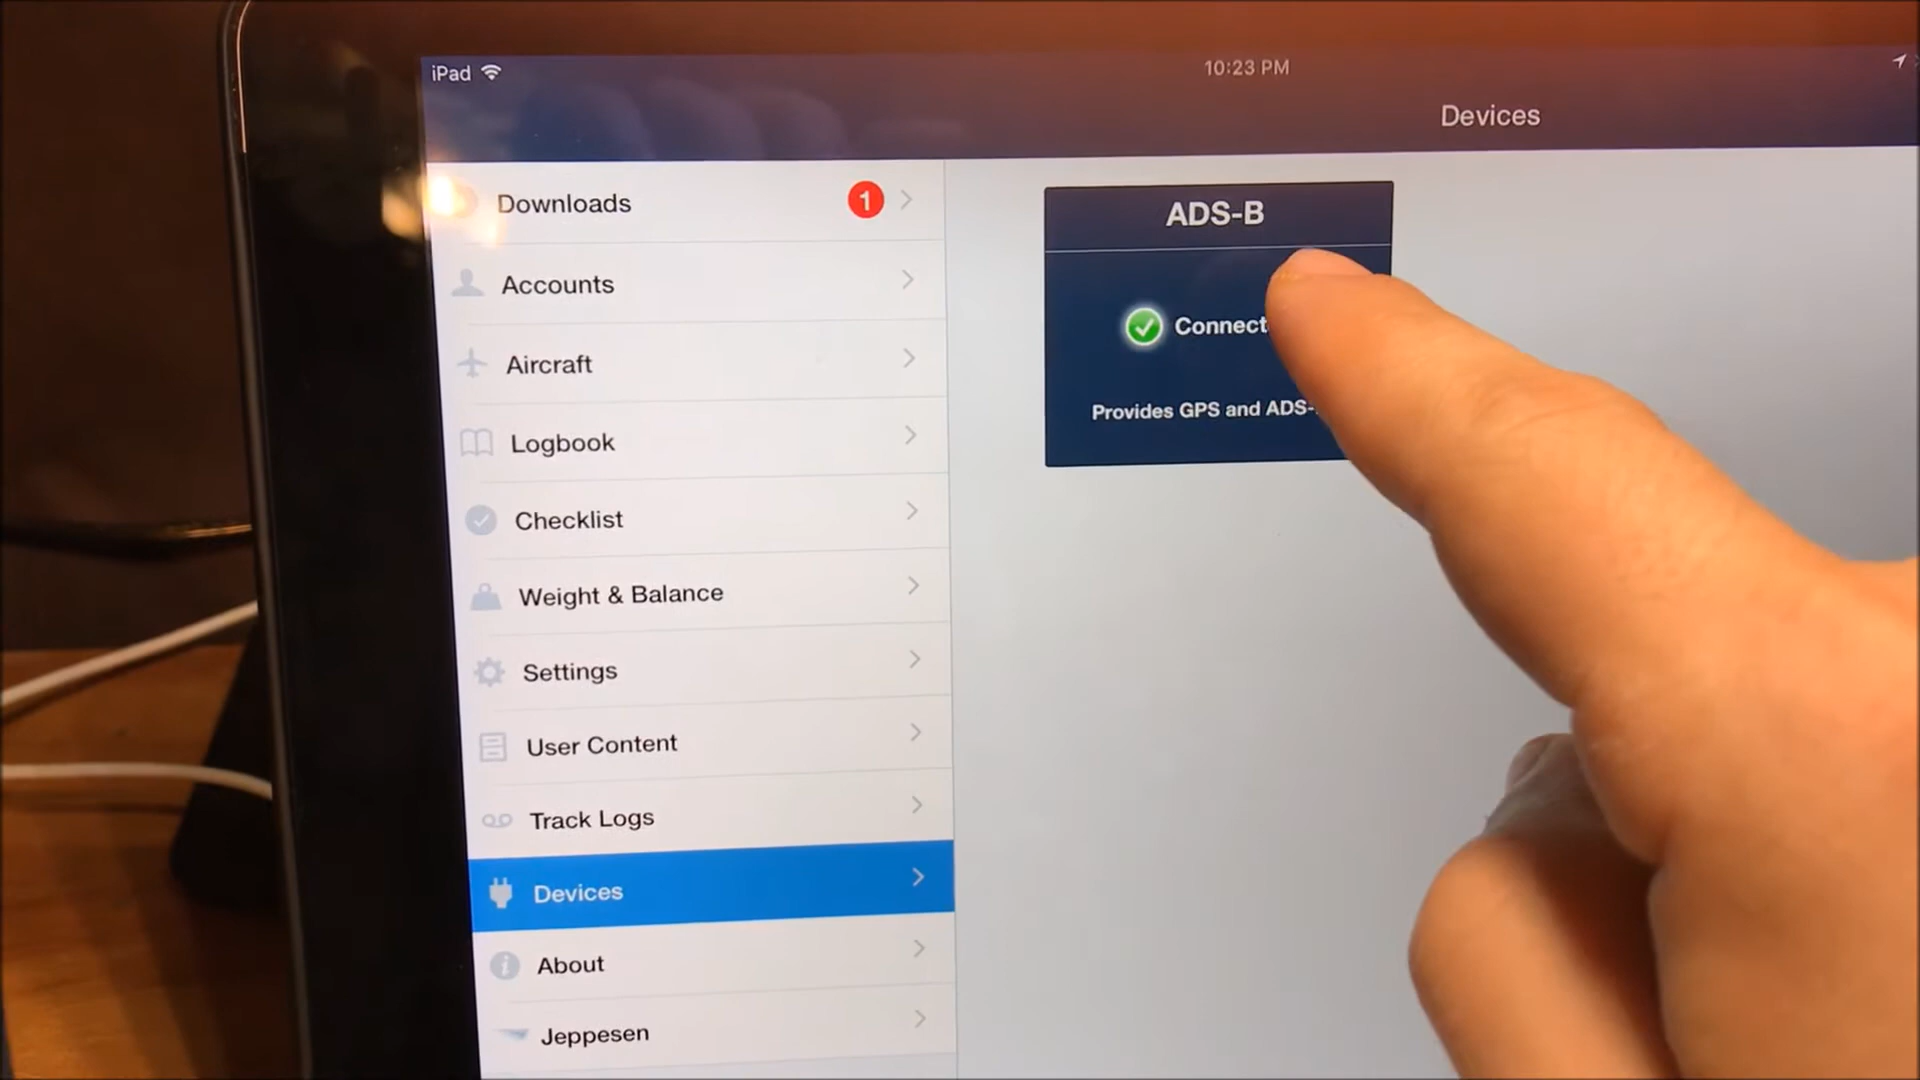 iPad
10:23 PM
Devices
Downloads
1
Accounts
Aircraft
Logbook
Checklist
Weight & Balance
Settings
User Content
Track Logs
Devices
About
Jeppesen
ADS-B
Connect
Provides GPS and ADS-